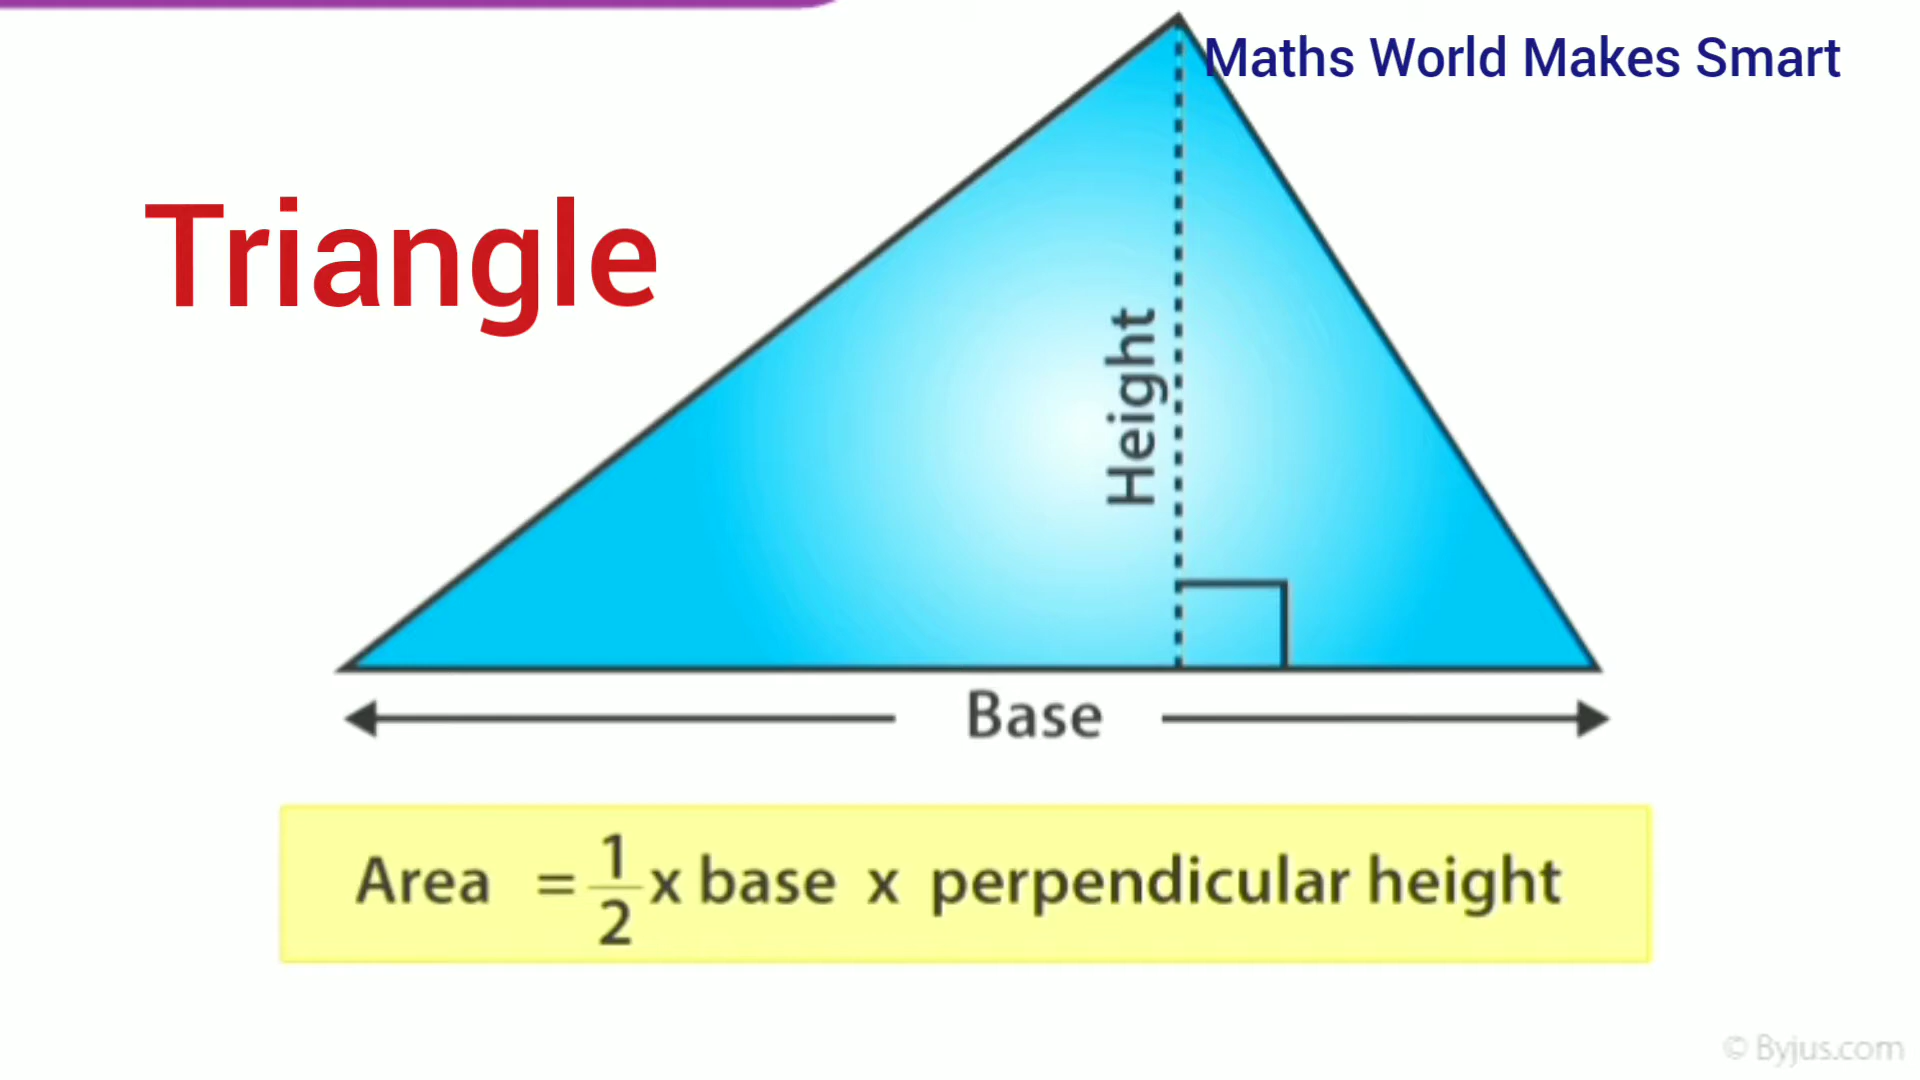 Maths World Makes Smart
Triangle
Height
Base
Area = 1/2 x base x perpendicular height
© Byjus.com